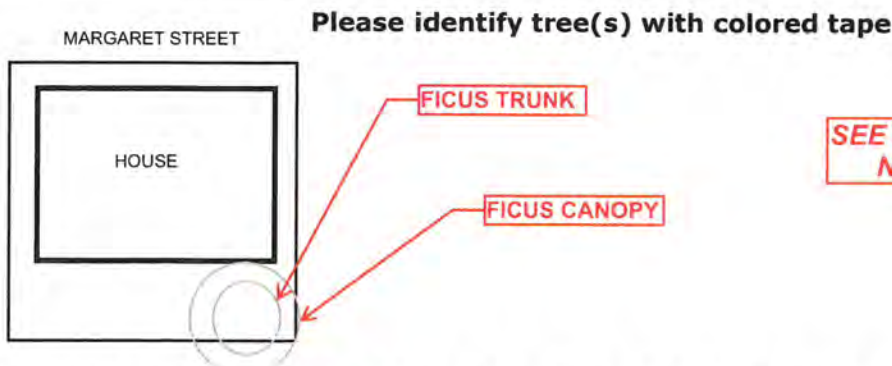 Please identify tree(s) with colored tape
MARGARET STREET
FICUS TRUNK
SEE
N
HOUSE
FICUS CANOPY